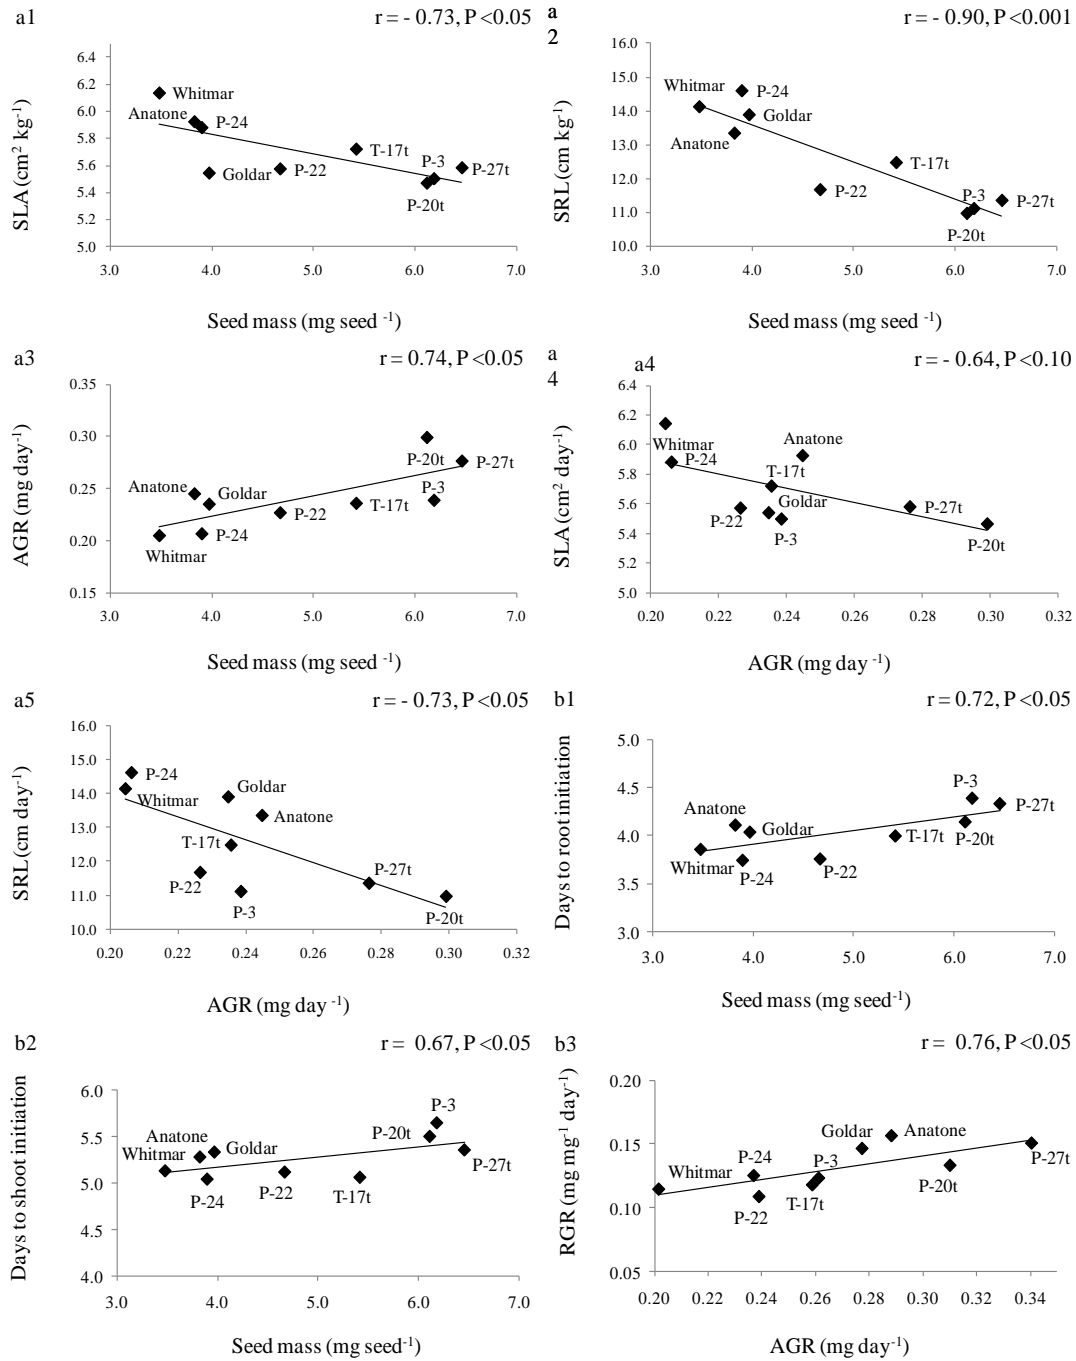 a1
r = - 0.73, P <0.05
6.4
6.2
6.0
5.8
5.6
5.4
5.2
5.0
3.0 4.0 5.0 6.0 7.0
SLA (cm² kg⁻¹)
Whitmar
Anatone
P-24
Goldar
P-22
T-17t
P-3
P-27t
P-20t
Seed mass (mg seed ⁻¹)
a
2
r = - 0.90, P <0.001
16.0
15.0
14.0
13.0
12.0
11.0
10.0
3.0 4.0 5.0 6.0 7.0
SRL (cm kg⁻¹)
Whitmar
P-24
Goldar
Anatone
T-17t
P-22
P-3
P-27t
P-20t
Seed mass (mg seed ⁻¹)
a3
r = 0.74, P <0.05
0.35
0.30
0.25
0.20
0.15
3.0 4.0 5.0 6.0 7.0
AGR (mg day⁻¹)
Anatone
Goldar
P-24
Whitmar
P-22
T-17t
P-20t
P-27t
P-3
Seed mass (mg seed ⁻¹)
a
4
a4
r = - 0.64, P <0.10
6.4
6.2
6.0
5.8
5.6
5.4
5.2
5.0
0.20 0.22 0.24 0.26 0.28 0.30 0.32
SLA (cm² day⁻¹)
Whitmar
P-24
Anatone
T-17t
Goldar
P-22
P-3
P-27t
P-20t
AGR (mg day ⁻¹)
a5
r = - 0.73, P <0.05
16.0
15.0
14.0
13.0
12.0
11.0
10.0
0.20 0.22 0.24 0.26 0.28 0.30 0.32
SRL (cm day⁻¹)
P-24
Whitmar
Goldar
Anatone
T-17t
P-22
P-3
P-27t
P-20t
AGR (mg day ⁻¹)
b1
r = 0.72, P <0.05
5.0
4.5
4.0
3.5
3.0
3.0 4.0 5.0 6.0 7.0
Days to root initiation
Anatone
Goldar
Whitmar
P-24
P-22
T-17t
P-3
P-27t
P-20t
Seed mass (mg seed⁻¹)
b2
r = 0.67, P <0.05
6.0
5.5
5.0
4.5
4.0
3.0 4.0 5.0 6.0 7.0
Days to shoot initiation
Anatone
Whitmar
Goldar
P-24
P-22
T-17t
P-3
P-20t
P-27t
Seed mass (mg seed⁻¹)
b3
r = 0.76, P <0.05
0.20
0.15
0.10
0.05
0.20 0.22 0.24 0.26 0.28 0.30 0.32 0.34
RGR (mg mg⁻¹ day⁻¹)
Whitmar
P-24
P-22
P-3
T-17t
Goldar
Anatone
P-20t
P-27t
AGR (mg day⁻¹)